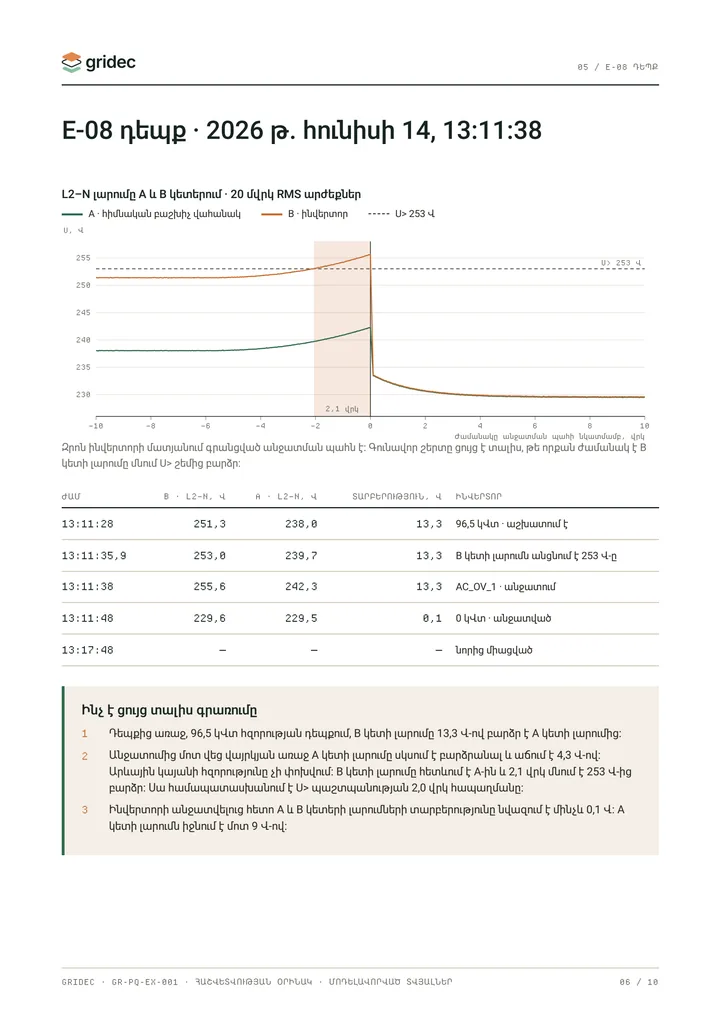 gridec
05 / E-08 ԴԵՊՔ
E-08 դեպք · 2026 թ. հունիսի 14, 13:11:38
L2–N լարումը A և B կետերում · 20 մվրկ RMS արժեքներ
A · հիմնական բաշխիչ վահանակ
B · ինվերտոր
U> 253 Վ
U, Վ
255
250
245
240
235
230
U> 253 Վ
2,1 վրկ
−10 −8 −6 −4 −2 0 2 4 6 8 10
Ժամանակը անջատման պահի նկատմամբ, վրկ
Զրոն ինվերտորի մատյանում գրանցված անջատման պահն է։ Գունավոր շերտը ցույց է տալիս, թե որքան ժամանակ է B
կետի լարումը մնում U> շեմից բարձր։
ԺԱՄ B · L2–N, Վ A · L2–N, Վ ՏԱՐԲԵՐՈՒԹՅՈՒՆ, Վ ԻՆՎԵՐՏՈՐ
13:11:28 251,3 238,0 13,3 96,5 կՎտ · աշխատում է
13:11:35,9 253,0 239,7 13,3 B կետի լարումն անցնում է 253 Վ-ը
13:11:38 255,6 242,3 13,3 AC_OV_1 · անջատում
13:11:48 229,6 229,5 0,1 0 կՎտ · անջատված
13:17:48 — — — նորից միացված
Ինչ է ցույց տալիս գրառումը
1 Դեպքից առաջ, 96,5 կՎտ հզորության դեպքում, B կետի լարումը 13,3 Վ-ով բարձր է A կետի լարումից։
2 Անջատումից մոտ վեց վայրկյան առաջ A կետի լարումը սկսում է բարձրանալ և աճում է 4,3 Վ-ով։
Արևային կայանի հզորությունը չի փոխվում։ B կետի լարումը հետևում է A-ին և 2,1 վրկ մնում է 253 Վ-ից
բարձր։ Սա համապատասխանում է U> պաշտպանության 2,0 վրկ հապաղմանը։
3 Ինվերտորի անջատվելուց հետո A և B կետերի լարումների տարբերությունը նվազում է մինչև 0,1 Վ։ A
կետի լարումն իջնում է մոտ 9 Վ-ով։
GRIDEC · GR-PQ-EX-001 · ՀԱՇՎԵՏՎՈՒԹՅԱՆ ՕՐԻՆԱԿ · ՄՈԴԵԼԱՎՈՐՎԱԾ ՏՎՅԱԼՆԵՐ
06 / 10